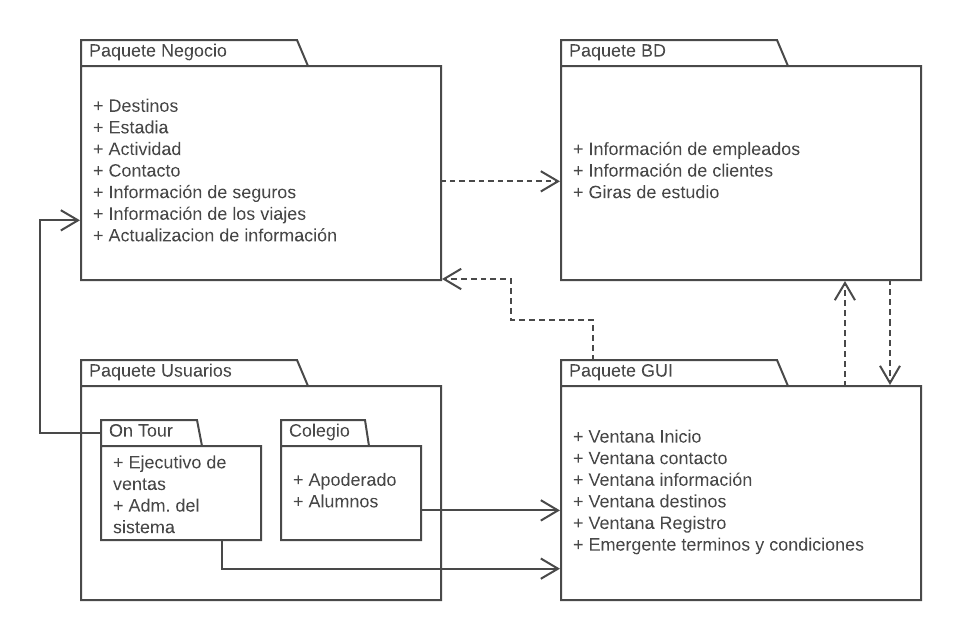 Paquete Negocio
+ Destinos
+ Estadia
+ Actividad
+ Contacto
+ Información de seguros
+ Información de los viajes
+ Actualizacion de información
Paquete BD
+ Información de empleados
+ Información de clientes
+ Giras de estudio
Paquete Usuarios
On Tour
+ Ejecutivo de
ventas
+ Adm. del
sistema
Colegio
+ Apoderado
+ Alumnos
Paquete GUI
+ Ventana Inicio
+ Ventana contacto
+ Ventana información
+ Ventana destinos
+ Ventana Registro
+ Emergente terminos y condiciones